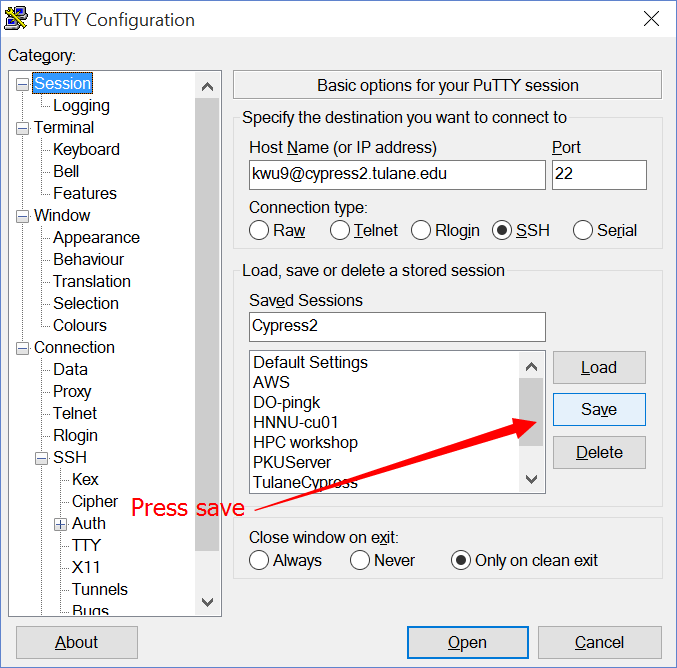 PuTTY Configuration
Category:
Session
Logging
Terminal
Keyboard
Bell
Features
Window
Appearance
Behaviour
Translation
Selection
Colours
Connection
Data
Proxy
Telnet
Rlogin
SSH
Kex
Cipher
Auth
TTY
X11
Tunnels
Bugs
Basic options for your PuTTY session
Specify the destination you want to connect to
Host Name (or IP address) Port
kwu9@cypress2.tulane.edu 22
Connection type:
Raw Telnet Rlogin SSH Serial
Load, save or delete a stored session
Saved Sessions
Cypress2
Default Settings
AWS
DO-pingk
HNNU-cu01
HPC workshop
PKUServer
TulaneCypress
Load
Save
Delete
Press save
Close window on exit:
Always Never Only on clean exit
About Open Cancel